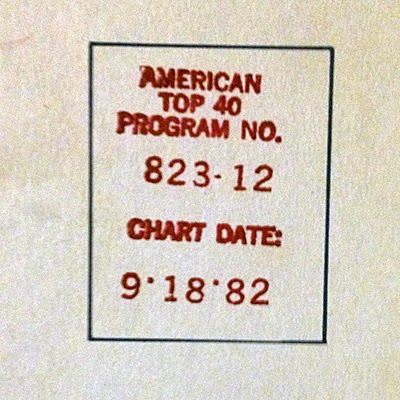 AMERICAN
TOP 40
PROGRAM NO.
823-12
CHART DATE:
9·18·82